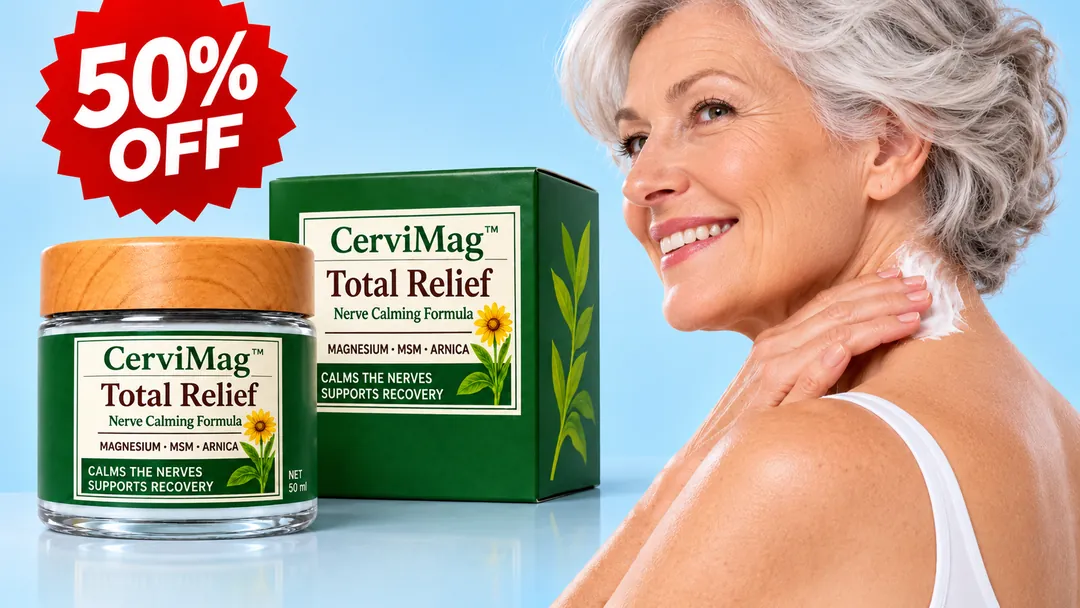 50%
OFF
CerviMag™
Total Relief
Nerve Calming Formula
MAGNESIUM • MSM • ARNICA
CALMS THE NERVES
SUPPORTS RECOVERY
CerviMag™
Total Relief
Nerve Calming Formula
MAGNESIUM • MSM • ARNICA
CALMS THE NERVES
SUPPORTS RECOVERY
NET
50 ml